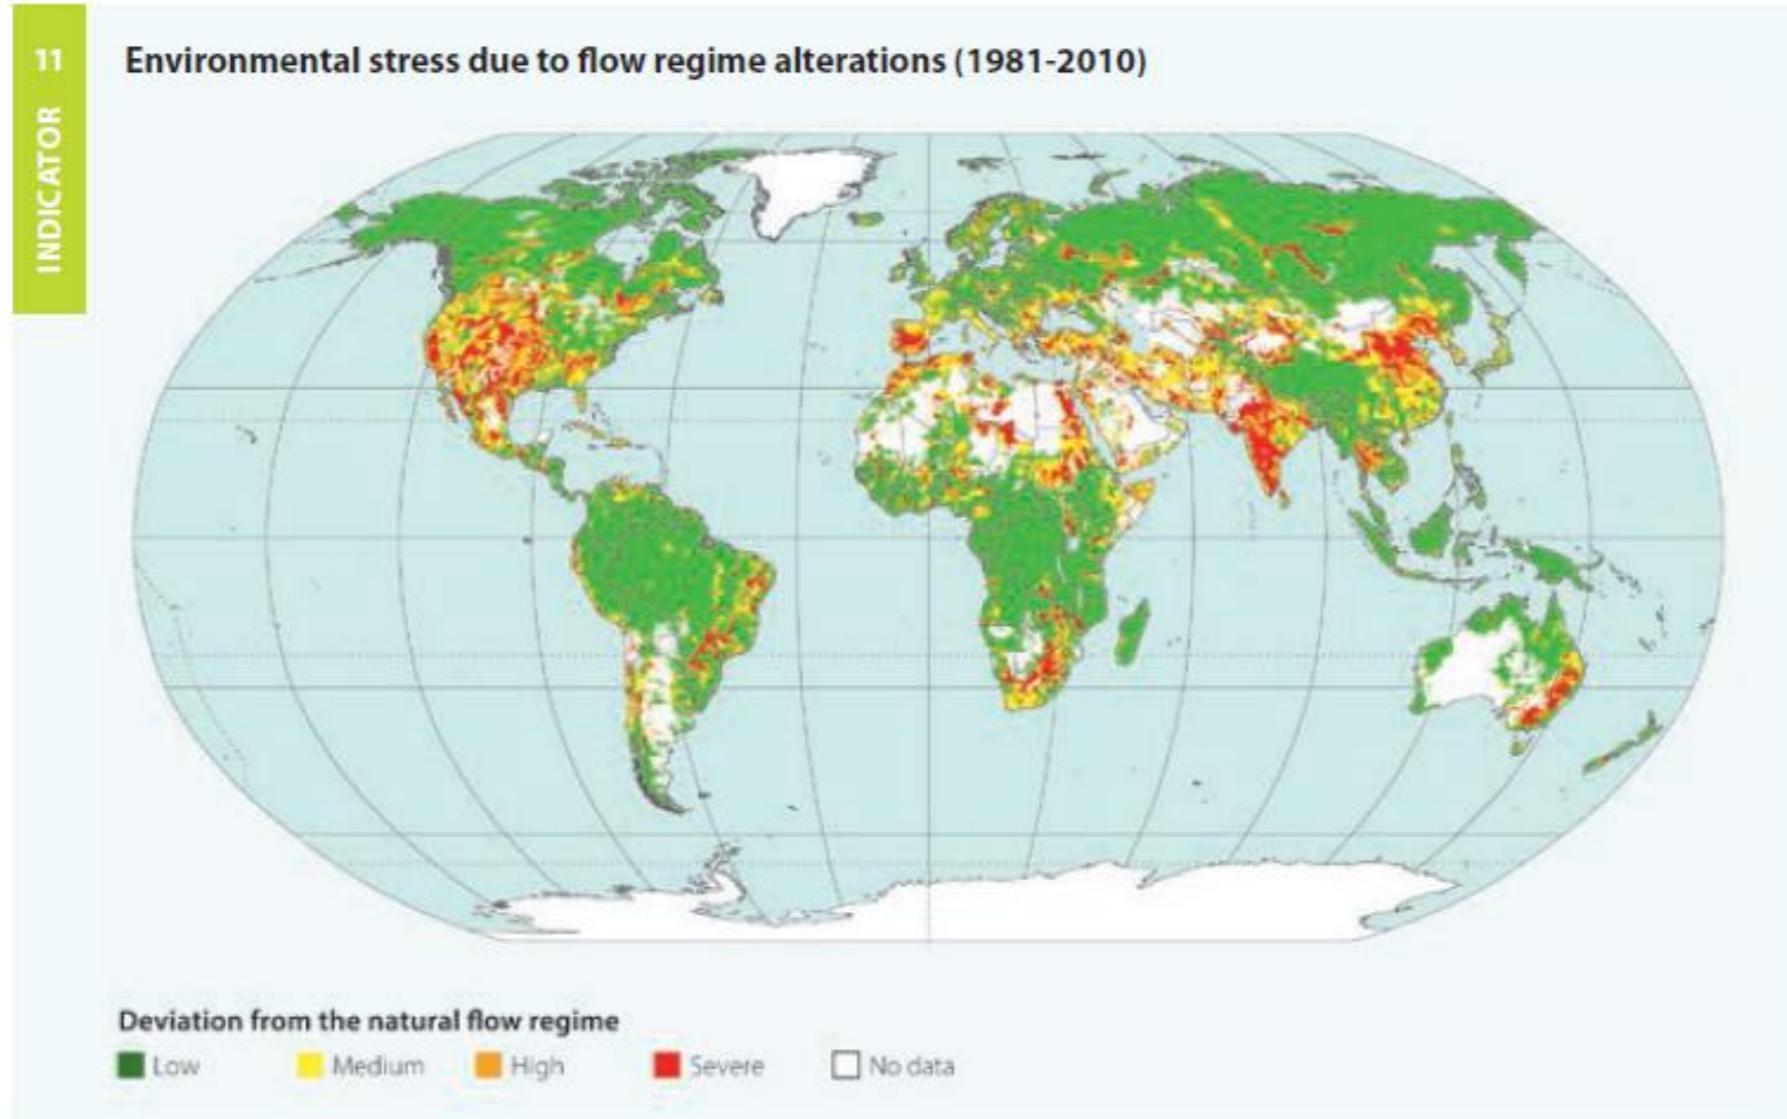 11
INDICATOR
Environmental stress due to flow regime alterations (1981-2010)
Deviation from the natural flow regime
Low
Medium
High
Severe
No data